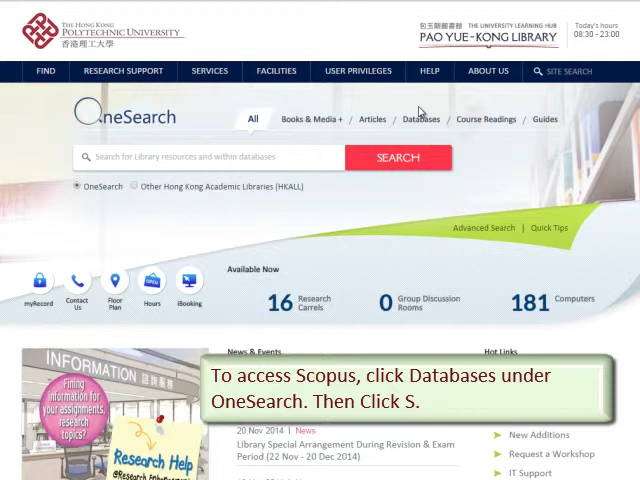 THE HONG KONG
POLYTECHNIC UNIVERSITY
香港理工大學
包玉剛圖書館 THE UNIVERSITY LEARNING HUB
PAO YUE-KONG LIBRARY
Today's hours
08:30 - 23:00
FIND RESEARCH SUPPORT SERVICES FACILITIES USER PRIVILEGES HELP ABOUT US SITE SEARCH
OneSearch
All Books & Media + / Articles / Databases / Course Readings / Guides
Search for Library resources and within databases SEARCH
OneSearch Other Hong Kong Academic Libraries (HKALL)
Advanced Search | Quick Tips
Available Now
myRecord
Contact Us
Floor Plan
OPEN
Hours
iBooking
16 Research Carrels
0 Group Discussion Rooms
181 Computers
INFORMATION 諮詢服務
Fining
information for
your assignments,
research
topics?
Research Help
News & Events
Hot Links
To access Scopus, click Databases under
OneSearch. Then Click S.
20 Nov 2014 | News
Library Special Arrangement During Revision & Exam
Period (22 Nov - 20 Dec 2014)
New Additions
Request a Workshop
IT Support